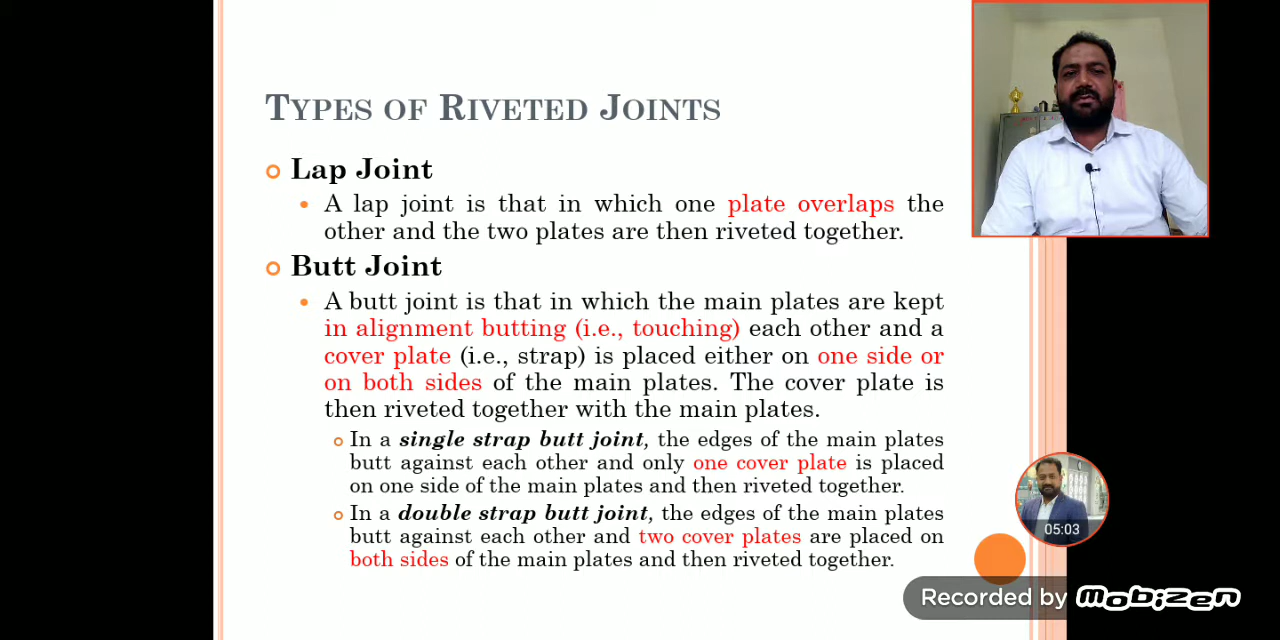 TYPES OF RIVETED JOINTS
Lap Joint
A lap joint is that in which one plate overlaps the
other and the two plates are then riveted together.
Butt Joint
A butt joint is that in which the main plates are kept
in alignment butting (i.e., touching) each other and a
cover plate (i.e., strap) is placed either on one side or
on both sides of the main plates. The cover plate is
then riveted together with the main plates.
In a single strap butt joint, the edges of the main plates
butt against each other and only one cover plate is placed
on one side of the main plates and then riveted together.
In a double strap butt joint, the edges of the main plates
butt against each other and two cover plates are placed on
both sides of the main plates and then riveted together.
05:03
Recorded by mobizen